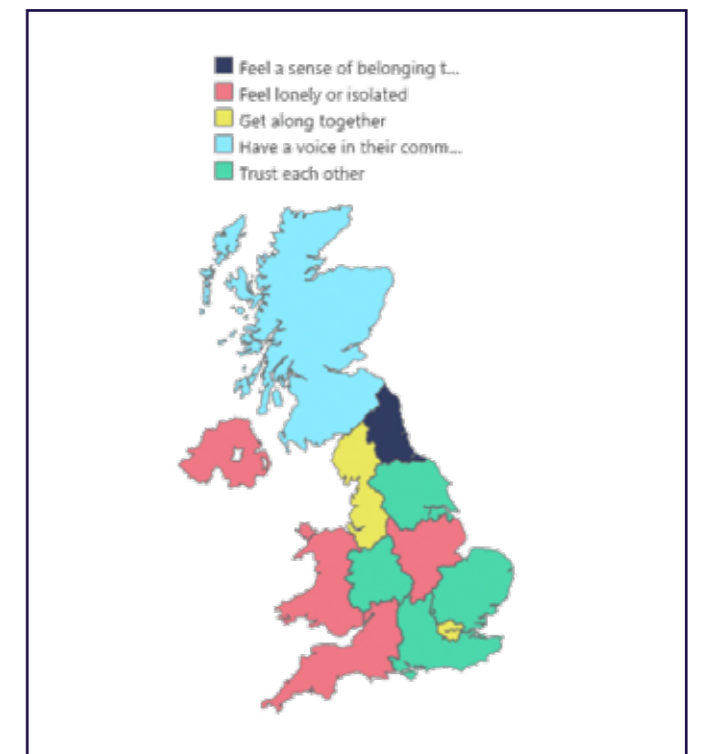 Feel a sense of belonging t...
Feel lonely or isolated
Get along together
Have a voice in their comm...
Trust each other